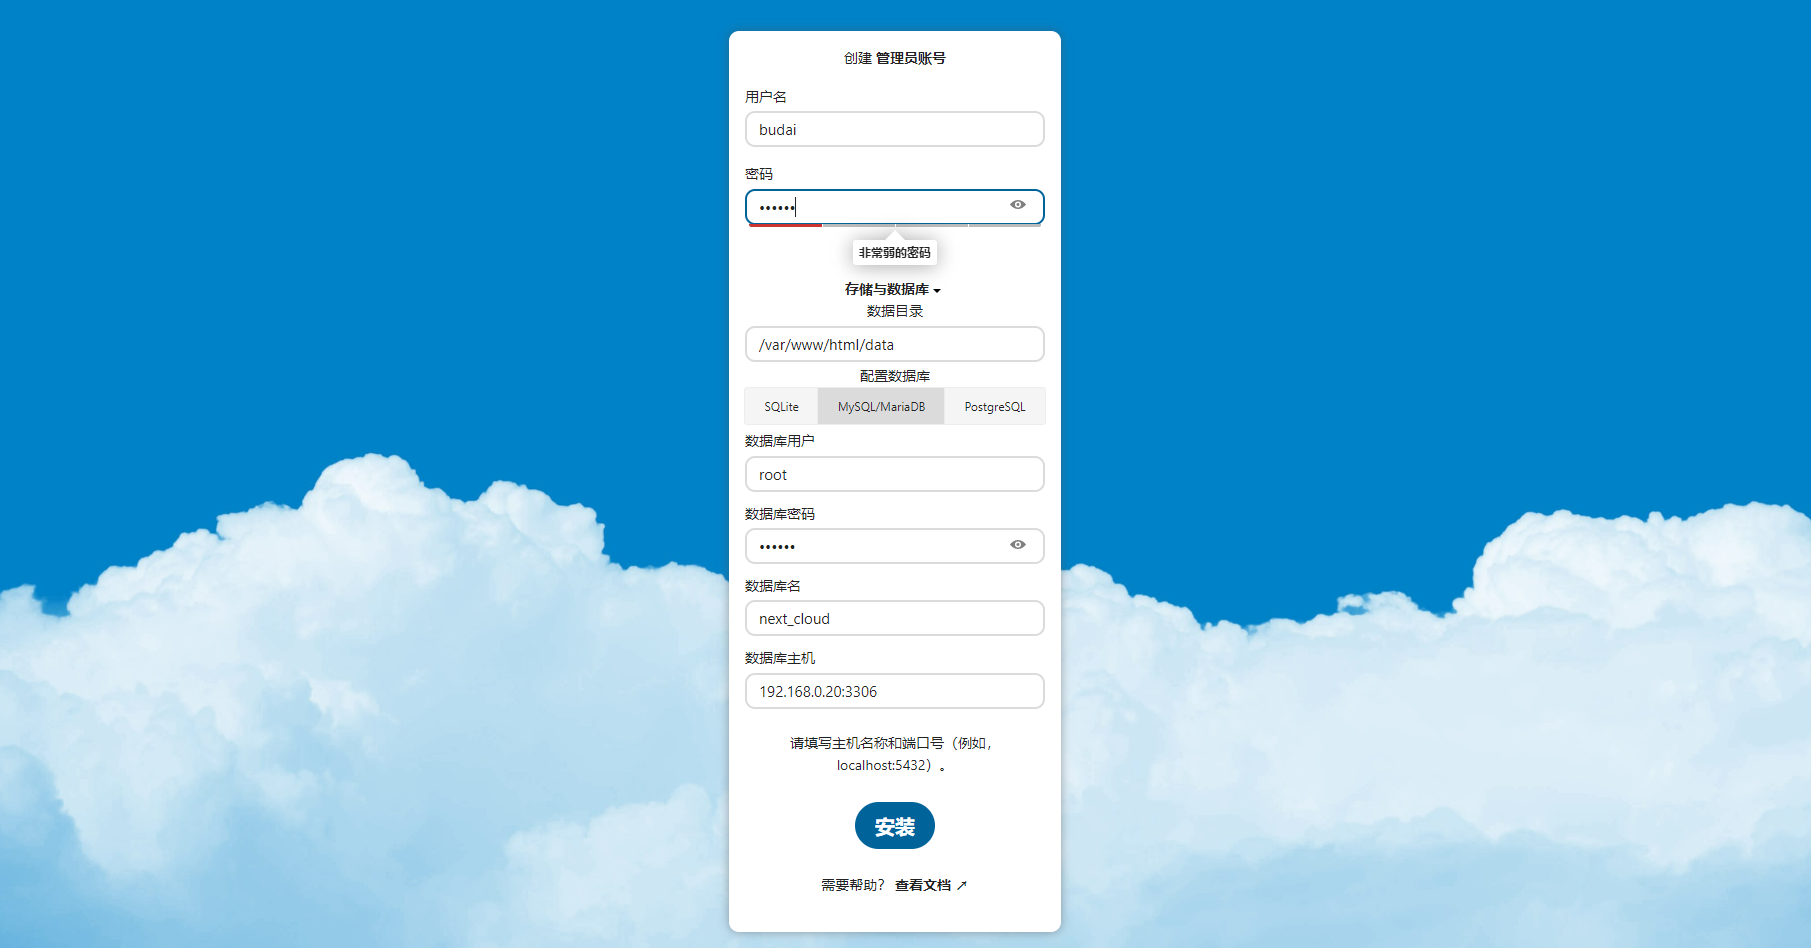 创建 管理员账号
用户名
budai
密码
••••••
非常弱的密码
存储与数据库
数据目录
/var/www/html/data
配置数据库
SQLite MySQL/MariaDB PostgreSQL
数据库用户
root
数据库密码
••••••
数据库名
next_cloud
数据库主机
192.168.0.20:3306
请填写主机名称和端口号（例如，
localhost:5432）。
安装
需要帮助？ 查看文档 ↗